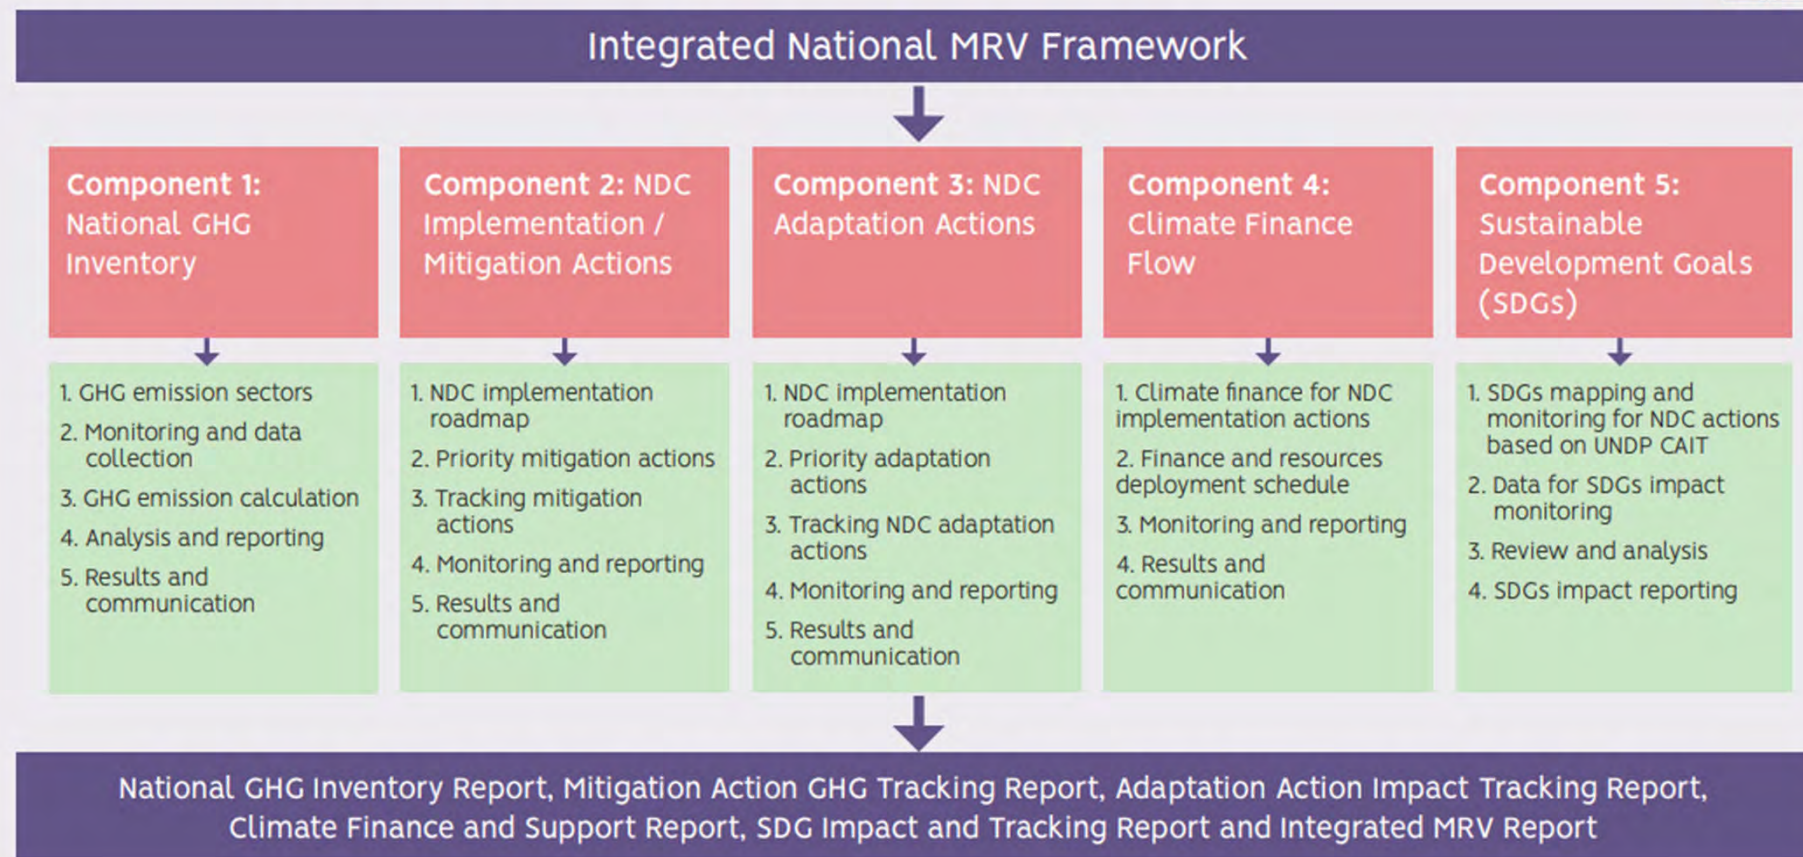 Integrated National MRV Framework
Component 1:
National GHG
Inventory
Component 2: NDC
Implementation /
Mitigation Actions
Component 3: NDC
Adaptation Actions
Component 4:
Climate Finance
Flow
Component 5:
Sustainable
Development Goals
(SDGs)
1. GHG emission sectors
2. Monitoring and data
collection
3. GHG emission calculation
4. Analysis and reporting
5. Results and
communication
1. NDC implementation
roadmap
2. Priority mitigation actions
3. Tracking mitigation
actions
4. Monitoring and reporting
5. Results and
communication
1. NDC implementation
roadmap
2. Priority adaptation
actions
3. Tracking NDC adaptation
actions
4. Monitoring and reporting
5. Results and
communication
1. Climate finance for NDC
implementation actions
2. Finance and resources
deployment schedule
3. Monitoring and reporting
4. Results and
communication
1. SDGs mapping and
monitoring for NDC actions
based on UNDP CAIT
2. Data for SDGs impact
monitoring
3. Review and analysis
4. SDGs impact reporting
National GHG Inventory Report, Mitigation Action GHG Tracking Report, Adaptation Action Impact Tracking Report,
Climate Finance and Support Report, SDG Impact and Tracking Report and Integrated MRV Report